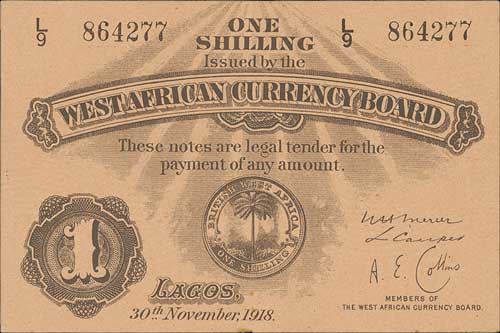 L/9 864277 ONE L/9 864277
SHILLING
Issued by the
WEST AFRICAN CURRENCY BOARD
These notes are legal tender for the
payment of any amount.
BRITISH WEST AFRICA
ONE SHILLING
1
LAGOS,
30th November, 1918.
A. E. Collins
MEMBERS OF
THE WEST AFRICAN CURRENCY BOARD.